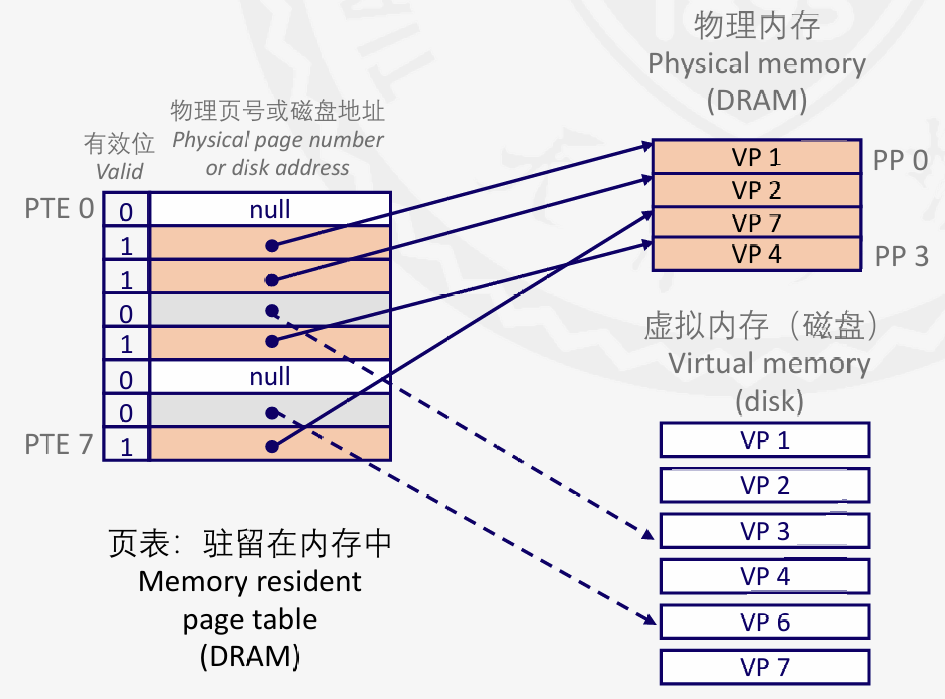 物理内存
Physical memory
(DRAM)
物理页号或磁盘地址
Physical page number
or disk address
有效位
Valid
PTE 0
0
null
1
1
0
1
0
null
0
PTE 7
1
VP 1
PP 0
VP 2
VP 7
VP 4
PP 3
虚拟内存（磁盘）
Virtual memory
(disk)
VP 1
VP 2
VP 3
VP 4
VP 6
VP 7
页表：驻留在内存中
Memory resident
page table
(DRAM)